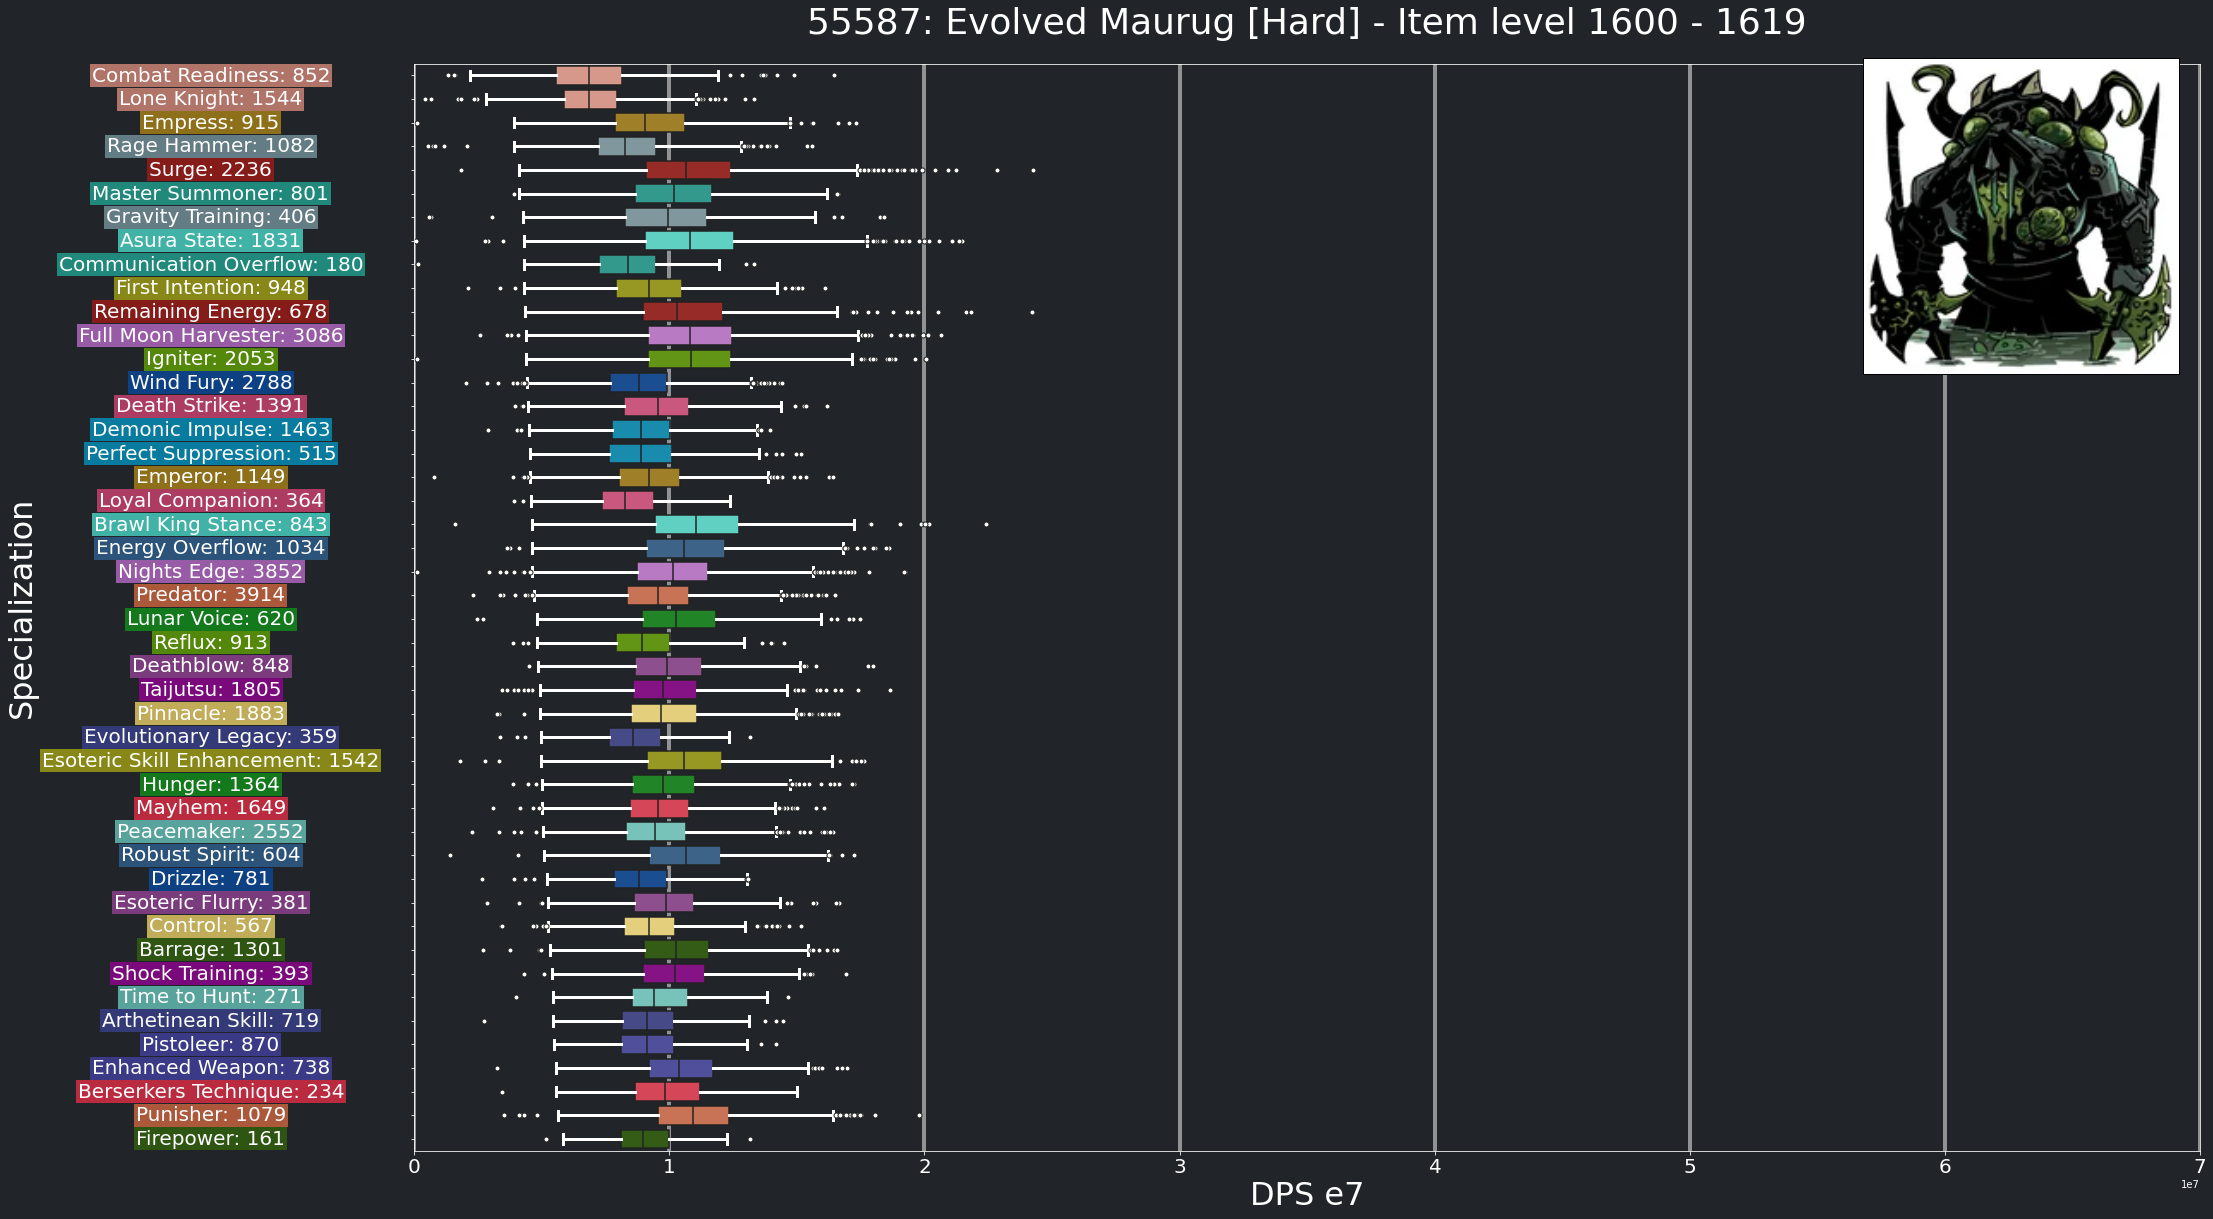 55587: Evolved Maurug [Hard] - Item level 1600 - 1619
Combat Readiness: 852
Lone Knight: 1544
Empress: 915
Rage Hammer: 1082
Surge: 2236
Master Summoner: 801
Gravity Training: 406
Asura State: 1831
Communication Overflow: 180
First Intention: 948
Remaining Energy: 678
Full Moon Harvester: 3086
Igniter: 2053
Wind Fury: 2788
Death Strike: 1391
Demonic Impulse: 1463
Perfect Suppression: 515
Emperor: 1149
Loyal Companion: 364
Brawl King Stance: 843
Energy Overflow: 1034
Nights Edge: 3852
Predator: 3914
Lunar Voice: 620
Reflux: 913
Deathblow: 848
Taijutsu: 1805
Pinnacle: 1883
Evolutionary Legacy: 359
Esoteric Skill Enhancement: 1542
Hunger: 1364
Mayhem: 1649
Peacemaker: 2552
Robust Spirit: 604
Drizzle: 781
Esoteric Flurry: 381
Control: 567
Barrage: 1301
Shock Training: 393
Time to Hunt: 271
Arthetinean Skill: 719
Pistoleer: 870
Enhanced Weapon: 738
Berserkers Technique: 234
Punisher: 1079
Firepower: 161
Specialization
0 1 2 3 4 5 6 7
1e7
DPS e7